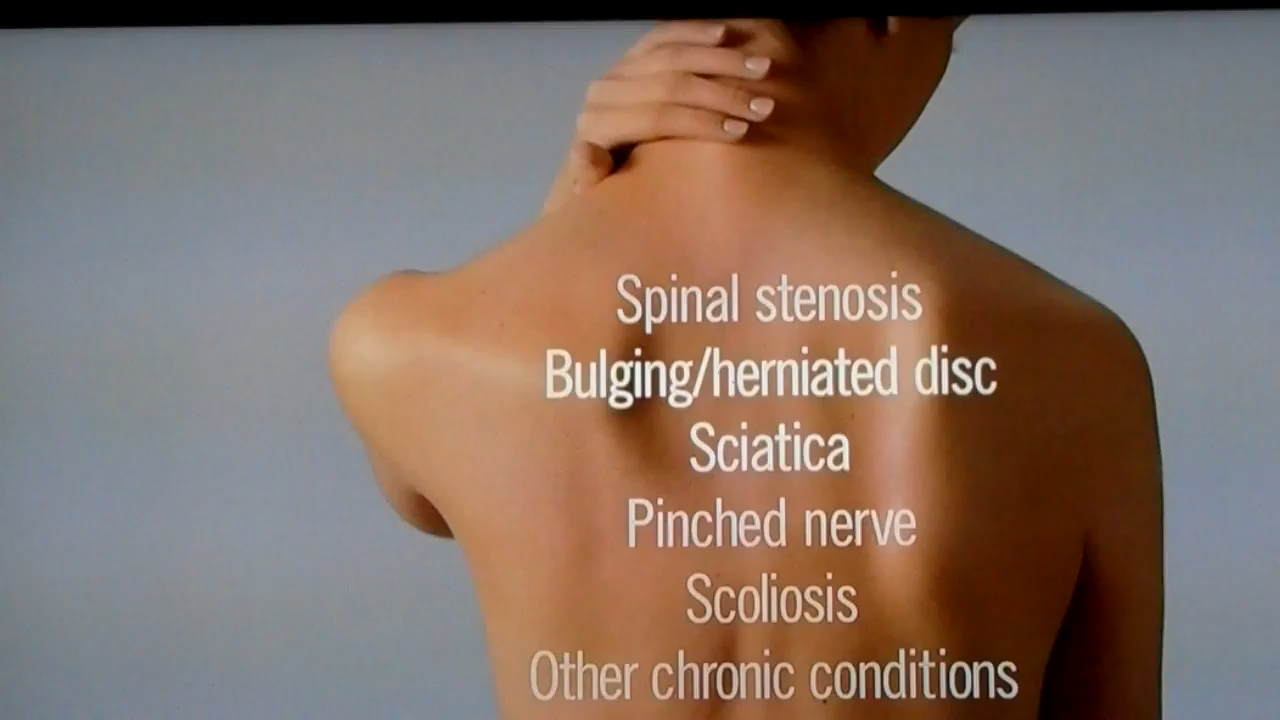 Spinal stenosis
Bulging/herniated disc
Sciatica
Pinched nerve
Scoliosis
Other chronic conditions